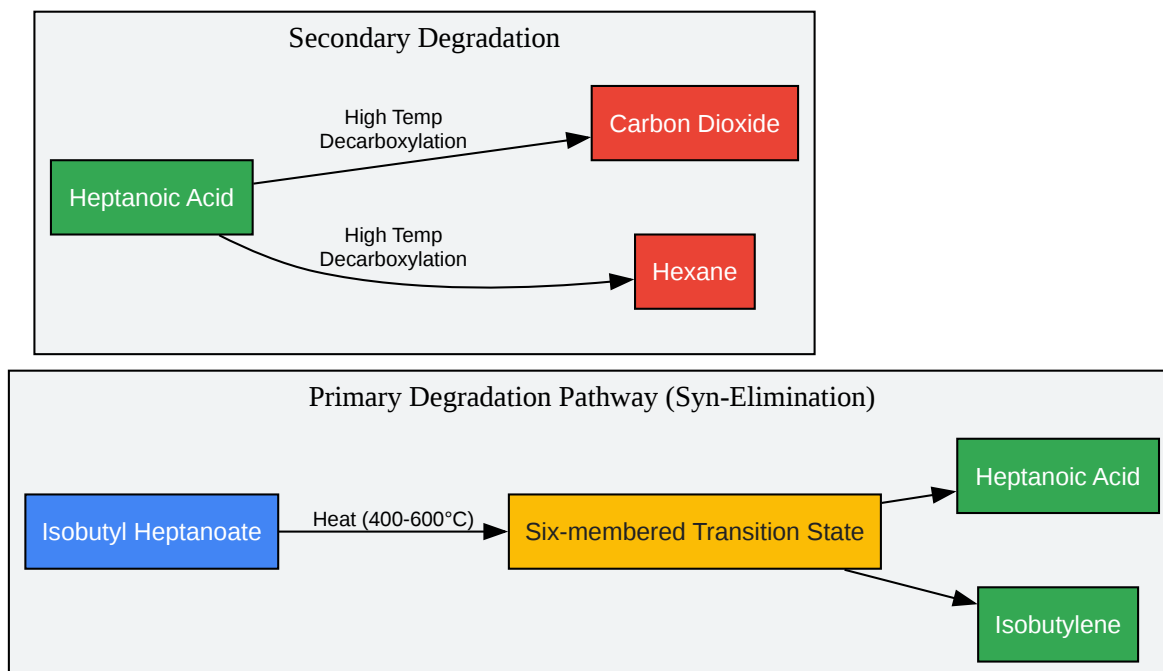 Secondary Degradation
High Temp
Decarboxylation
Carbon Dioxide
Heptanoic Acid
High Temp
Decarboxylation
Hexane
Primary Degradation Pathway (Syn-Elimination)
Isobutyl Heptanoate
Heat (400-600°C)
Six-membered Transition State
Heptanoic Acid
Isobutylene